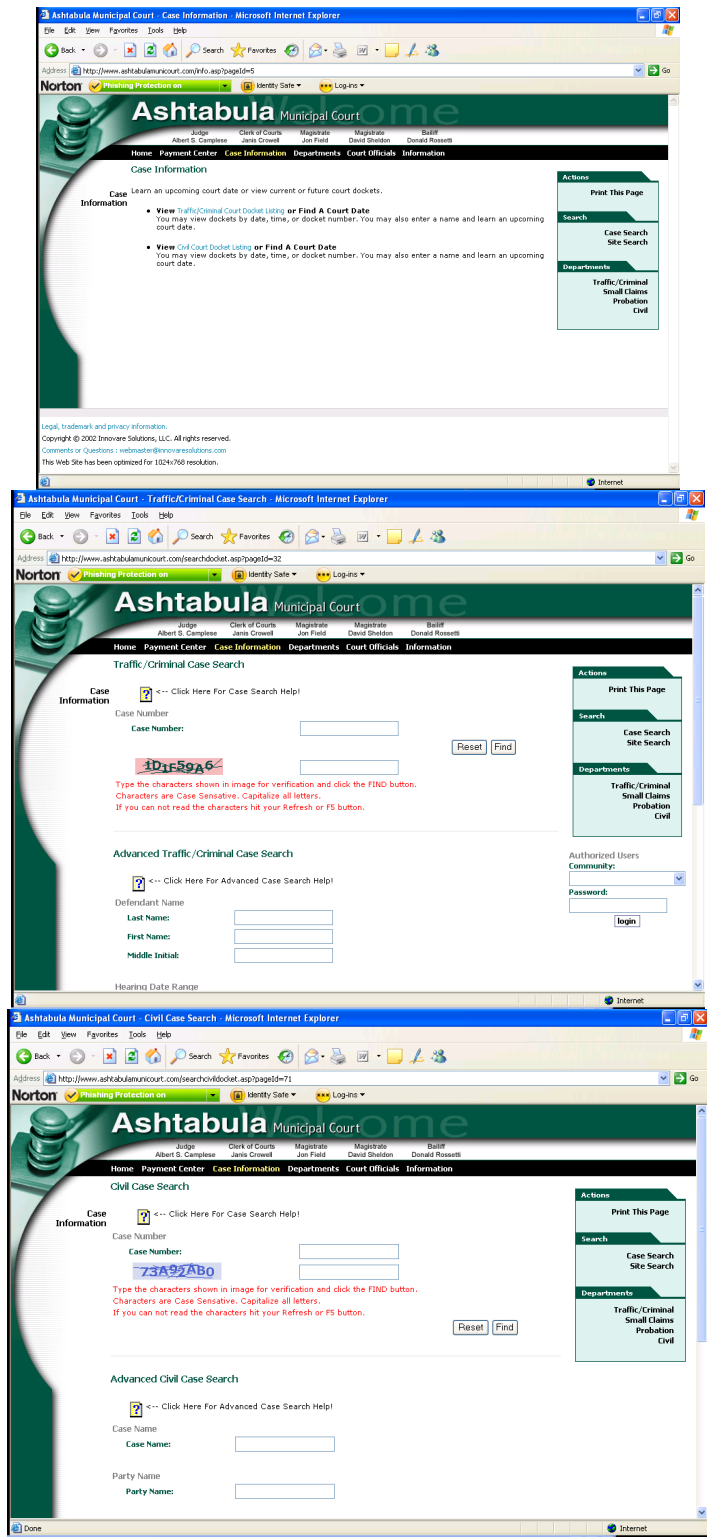 Ashtabula Municipal Court - Case Information - Microsoft Internet Explorer
File Edit View Favorites Tools Help
Back Search Favorites
Address http://www.ashtabulamunicourt.com/info.asp?pageId=5 Go
Norton Phishing Protection on Identity Safe Log-ins
Welcome
Ashtabula Municipal Court
Judge Clerk of Courts Magistrate Magistrate Bailiff
Albert S. Camplese Janis Crowell Jon Field David Sheldon Donald Rossetti
Home Payment Center Case Information Departments Court Officials Information
Case Information
Case Information
Learn an upcoming court date or view current or future court dockets.
• View Traffic/Criminal Court Docket Listing or Find A Court Date
You may view dockets by date, time, or docket number. You may also enter a name and learn an upcoming
court date.
• View Civil Court Docket Listing or Find A Court Date
You may view dockets by date, time, or docket number. You may also enter a name and learn an upcoming
court date.
Actions
Print This Page
Search
Case Search
Site Search
Departments
Traffic/Criminal
Small Claims
Probation
Civil
Legal, trademark and privacy information.
Copyright © 2002 Innovare Solutions, LLC. All rights reserved.
Comments or Questions : webmaster@innovaresolutions.com
This Web Site has been optimized for 1024x768 resolution.
Internet
Ashtabula Municipal Court - Traffic/Criminal Case Search - Microsoft Internet Explorer
File Edit View Favorites Tools Help
Back Search Favorites
Address http://www.ashtabulamunicourt.com/searchdocket.asp?pageId=32 Go
Norton Phishing Protection on Identity Safe Log-ins
Welcome
Ashtabula Municipal Court
Judge Clerk of Courts Magistrate Magistrate Bailiff
Albert S. Camplese Janis Crowell Jon Field David Sheldon Donald Rossetti
Home Payment Center Case Information Departments Court Officials Information
Traffic/Criminal Case Search
Case Information
? <-- Click Here For Case Search Help!
Case Number
Case Number:
Reset Find
1D1F59A6
Type the characters shown in image for verification and click the FIND button.
Characters are Case Sensative. Capitalize all letters.
If you can not read the characters hit your Refresh or F5 button.
Advanced Traffic/Criminal Case Search
? <-- Click Here For Advanced Case Search Help!
Defendant Name
Last Name:
First Name:
Middle Initial:
Hearing Date Range
Actions
Print This Page
Search
Case Search
Site Search
Departments
Traffic/Criminal
Small Claims
Probation
Civil
Authorized Users
Community:
Password:
login
Internet
Ashtabula Municipal Court - Civil Case Search - Microsoft Internet Explorer
File Edit View Favorites Tools Help
Back Search Favorites
Address http://www.ashtabulamunicourt.com/searchcivildocket.asp?pageId=71 Go
Norton Phishing Protection on Identity Safe Log-ins
Welcome
Ashtabula Municipal Court
Judge Clerk of Courts Magistrate Magistrate Bailiff
Albert S. Camplese Janis Crowell Jon Field David Sheldon Donald Rossetti
Home Payment Center Case Information Departments Court Officials Information
Civil Case Search
Case Information
? <-- Click Here For Case Search Help!
Case Number
Case Number:
73A92AB0
Type the characters shown in image for verification and click the FIND button.
Characters are Case Sensative. Capitalize all letters.
If you can not read the characters hit your Refresh or F5 button.
Reset Find
Advanced Civil Case Search
? <-- Click Here For Advanced Case Search Help!
Case Name
Case Name:
Party Name
Party Name:
Actions
Print This Page
Search
Case Search
Site Search
Departments
Traffic/Criminal
Small Claims
Probation
Civil
Done Internet